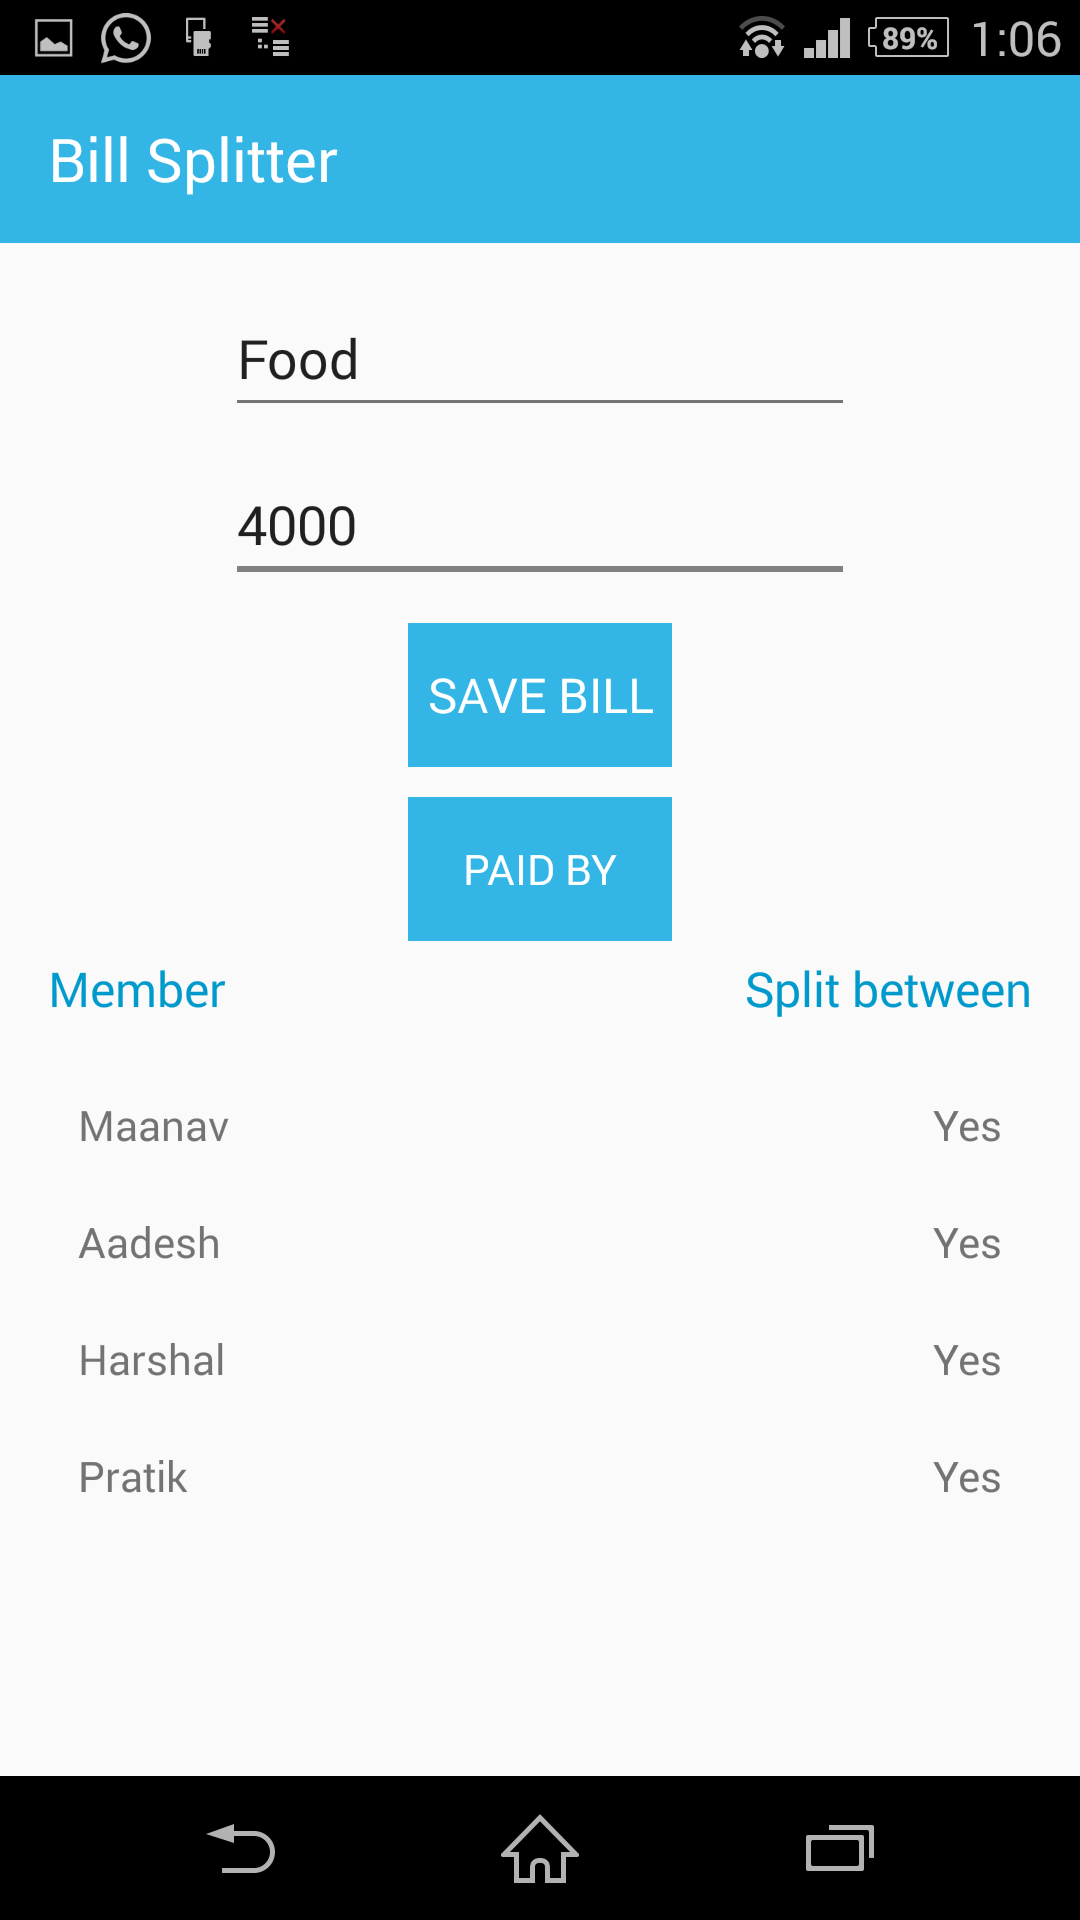 89% 1:06
Bill Splitter
Food
4000
SAVE BILL
PAID BY
Member Split between
Maanav Yes
Aadesh Yes
Harshal Yes
Pratik Yes